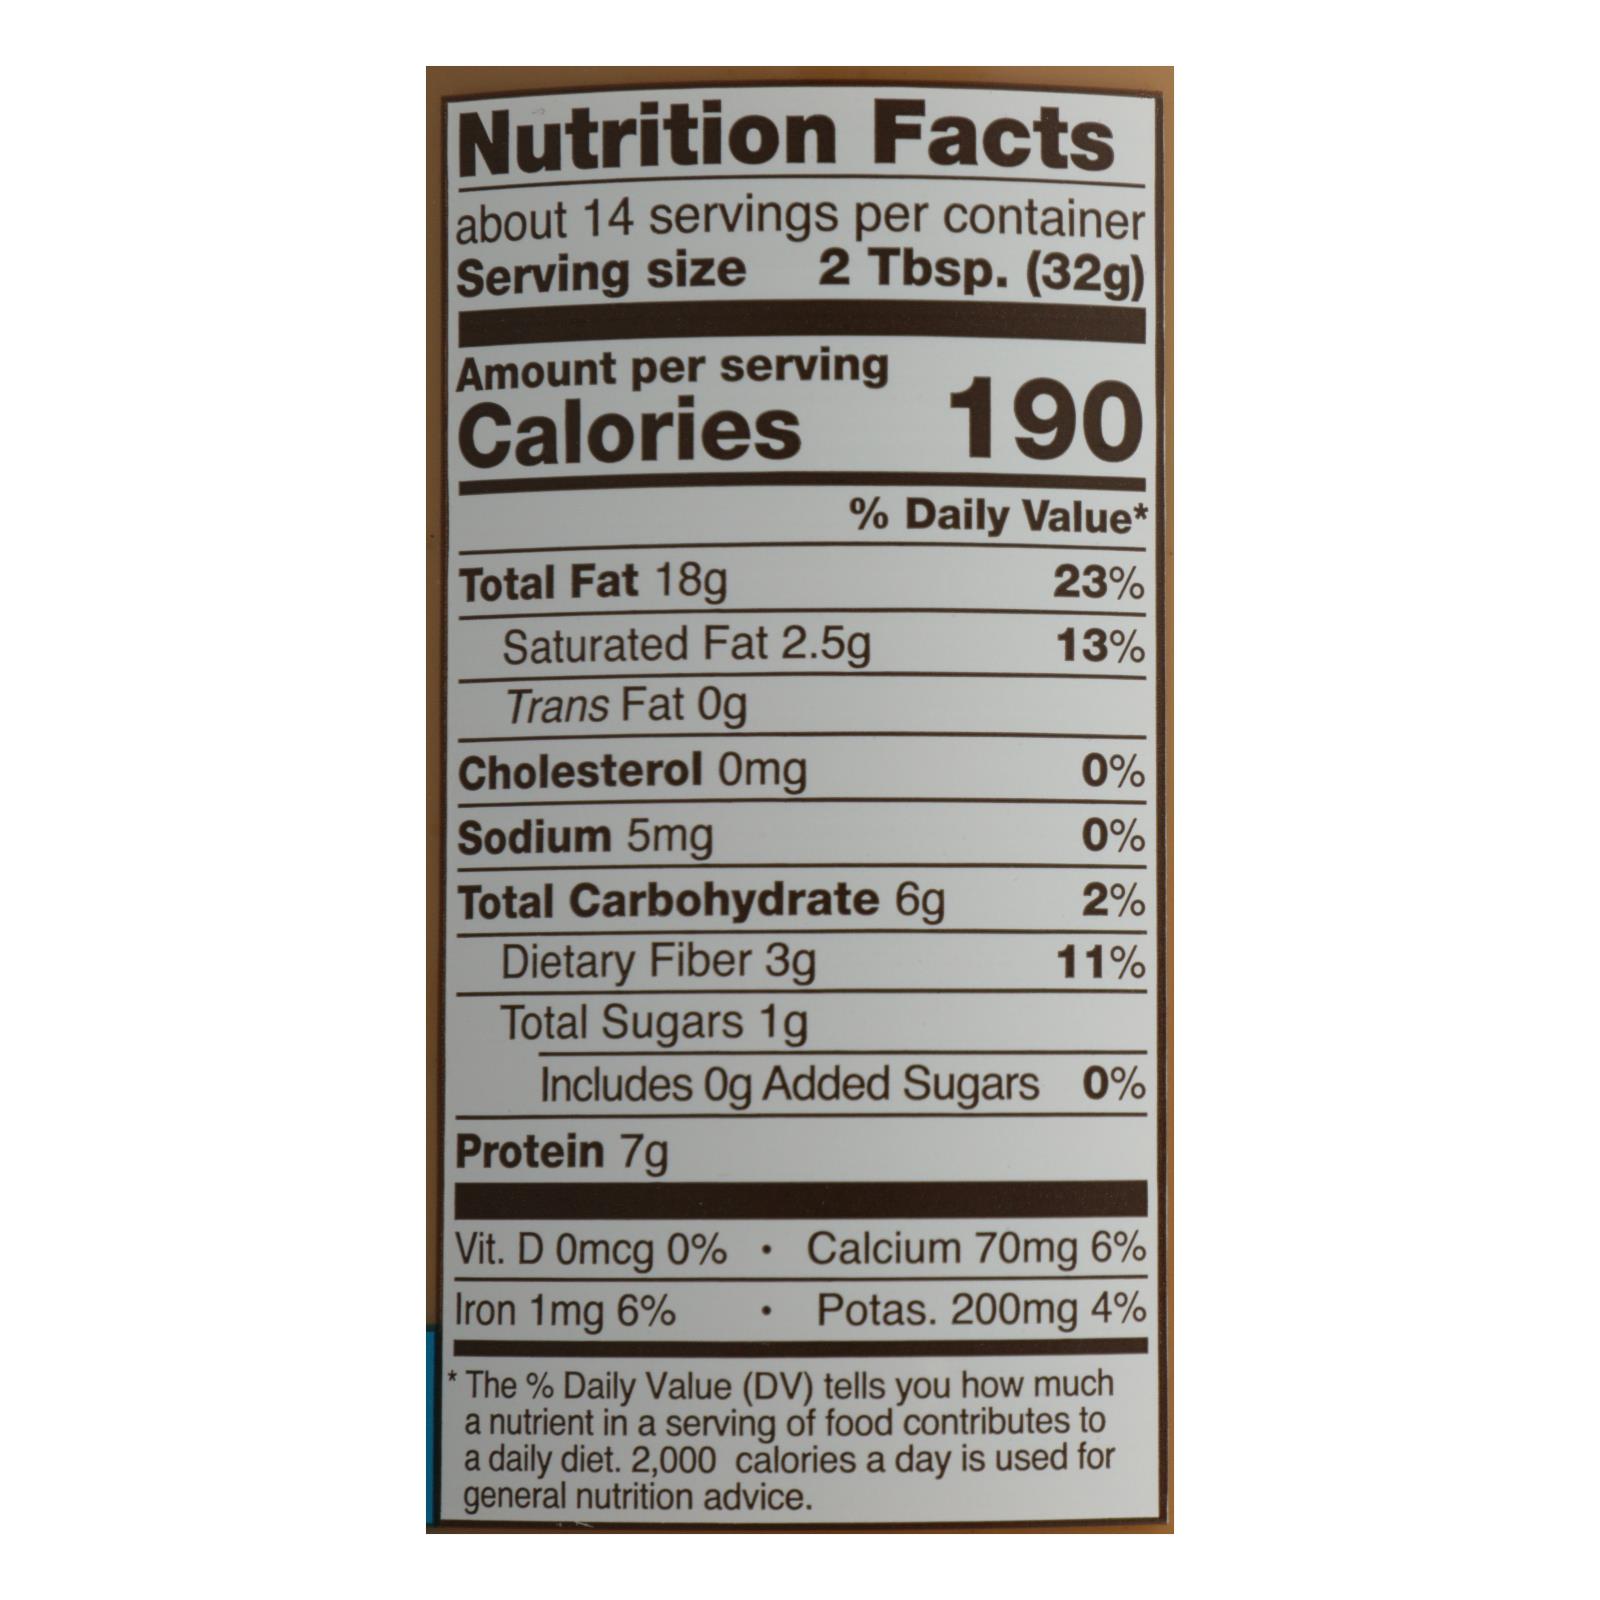 Nutrition Facts
about 14 servings per container
Serving size 2 Tbsp. (32g)
Amount per serving
Calories 190
% Daily Value*
Total Fat 18g 23%
Saturated Fat 2.5g 13%
Trans Fat 0g
Cholesterol 0mg 0%
Sodium 5mg 0%
Total Carbohydrate 6g 2%
Dietary Fiber 3g 11%
Total Sugars 1g
Includes 0g Added Sugars 0%
Protein 7g
Vit. D 0mcg 0% • Calcium 70mg 6%
Iron 1mg 6% • Potas. 200mg 4%
* The % Daily Value (DV) tells you how much
a nutrient in a serving of food contributes to
a daily diet. 2,000 calories a day is used for
general nutrition advice.